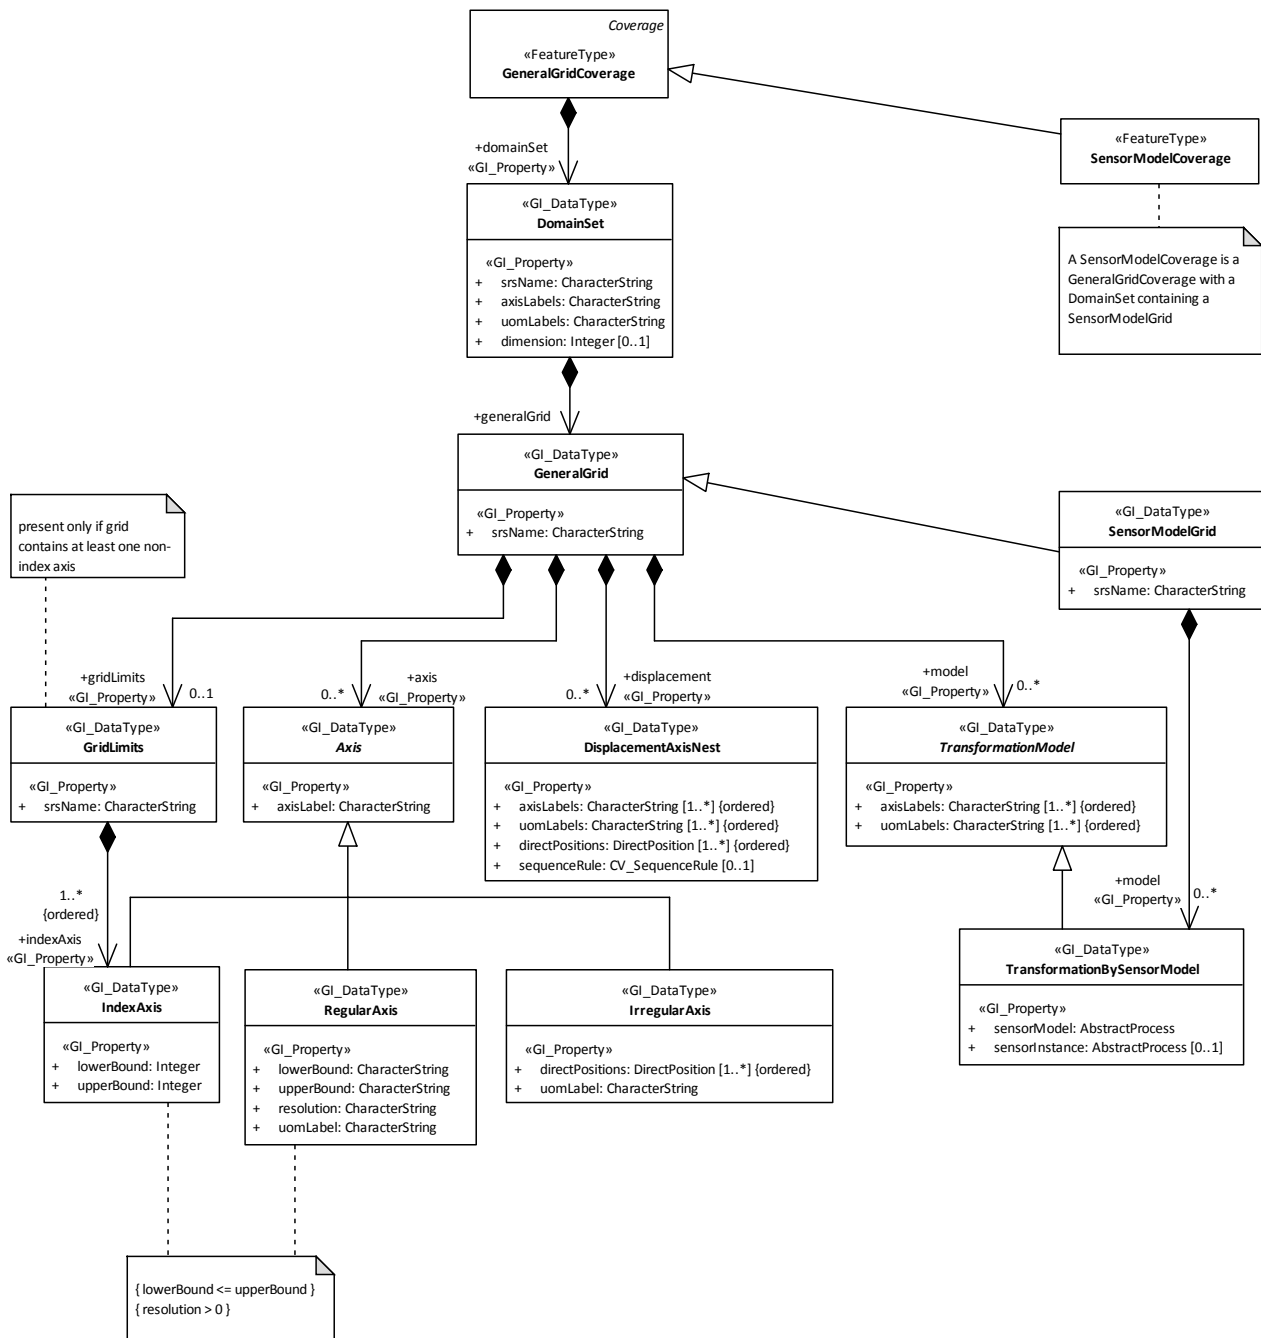 Coverage
«FeatureType»
GeneralGridCoverage
«FeatureType»
SensorModelCoverage
+domainSet
«GI_Property»
«GI_DataType»
DomainSet
«GI_Property»
+ srsName: CharacterString
+ axisLabels: CharacterString
+ uomLabels: CharacterString
+ dimension: Integer [0..1]
A SensorModelCoverage is a
GeneralGridCoverage with a
DomainSet containing a
SensorModelGrid
+generalGrid
«GI_DataType»
GeneralGrid
«GI_Property»
+ srsName: CharacterString
present only if grid
contains at least one non-
index axis
«GI_DataType»
SensorModelGrid
«GI_Property»
+ srsName: CharacterString
+gridLimits
«GI_Property»
0..1
0..*
+axis
«GI_Property»
0..*
+displacement
«GI_Property»
+model
«GI_Property»
0..*
«GI_DataType»
GridLimits
«GI_Property»
+ srsName: CharacterString
«GI_DataType»
Axis
«GI_Property»
+ axisLabel: CharacterString
«GI_DataType»
DisplacementAxisNest
«GI_Property»
+ axisLabels: CharacterString [1..*] {ordered}
+ uomLabels: CharacterString [1..*] {ordered}
+ directPositions: DirectPosition [1..*] {ordered}
+ sequenceRule: CV_SequenceRule [0..1]
«GI_DataType»
TransformationModel
«GI_Property»
+ axisLabels: CharacterString [1..*] {ordered}
+ uomLabels: CharacterString [1..*] {ordered}
1..*
{ordered}
+indexAxis
«GI_Property»
+model
«GI_Property»
0..*
«GI_DataType»
IndexAxis
«GI_Property»
+ lowerBound: Integer
+ upperBound: Integer
«GI_DataType»
RegularAxis
«GI_Property»
+ lowerBound: CharacterString
+ upperBound: CharacterString
+ resolution: CharacterString
+ uomLabel: CharacterString
«GI_DataType»
IrregularAxis
«GI_Property»
+ directPositions: DirectPosition [1..*] {ordered}
+ uomLabel: CharacterString
«GI_DataType»
TransformationBySensorModel
«GI_Property»
+ sensorModel: AbstractProcess
+ sensorInstance: AbstractProcess [0..1]
{ lowerBound <= upperBound }
{ resolution > 0 }